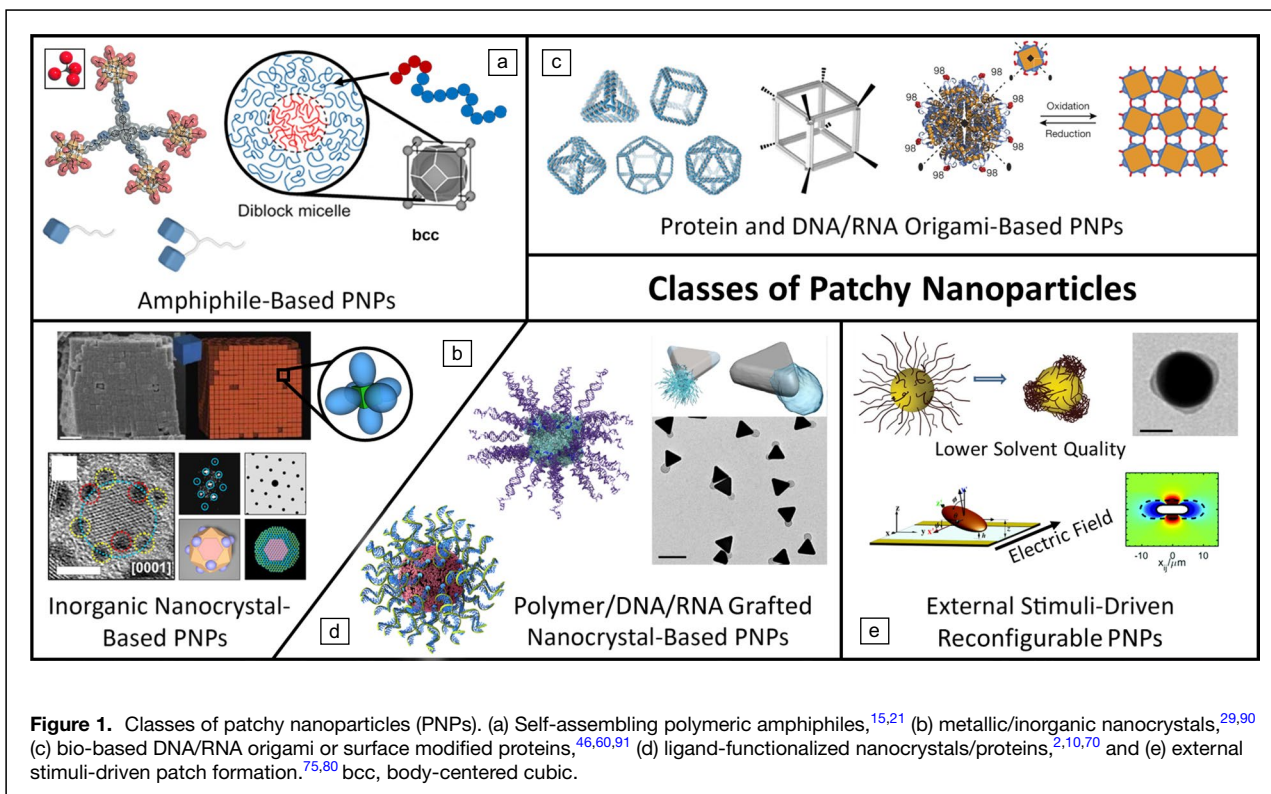 a
Diblock micelle
bcc
Amphiphile-Based PNPs
c
98
98
98
98
98
98
98
98
Oxidation
Reduction
Protein and DNA/RNA Origami-Based PNPs
Classes of Patchy Nanoparticles
b
[0001]
Inorganic Nanocrystal-
Based PNPs
d
Polymer/DNA/RNA Grafted
Nanocrystal-Based PNPs
Lower Solvent Quality
z
x
y
h
Electric Field
-10 0 10
x_ij/μm
e
External Stimuli-Driven
Reconfigurable PNPs
Figure 1. Classes of patchy nanoparticles (PNPs). (a) Self-assembling polymeric amphiphiles,15,21 (b) metallic/inorganic nanocrystals,29,90
(c) bio-based DNA/RNA origami or surface modified proteins,46,60,91 (d) ligand-functionalized nanocrystals/proteins,2,10,70 and (e) external
stimuli-driven patch formation.75,80 bcc, body-centered cubic.